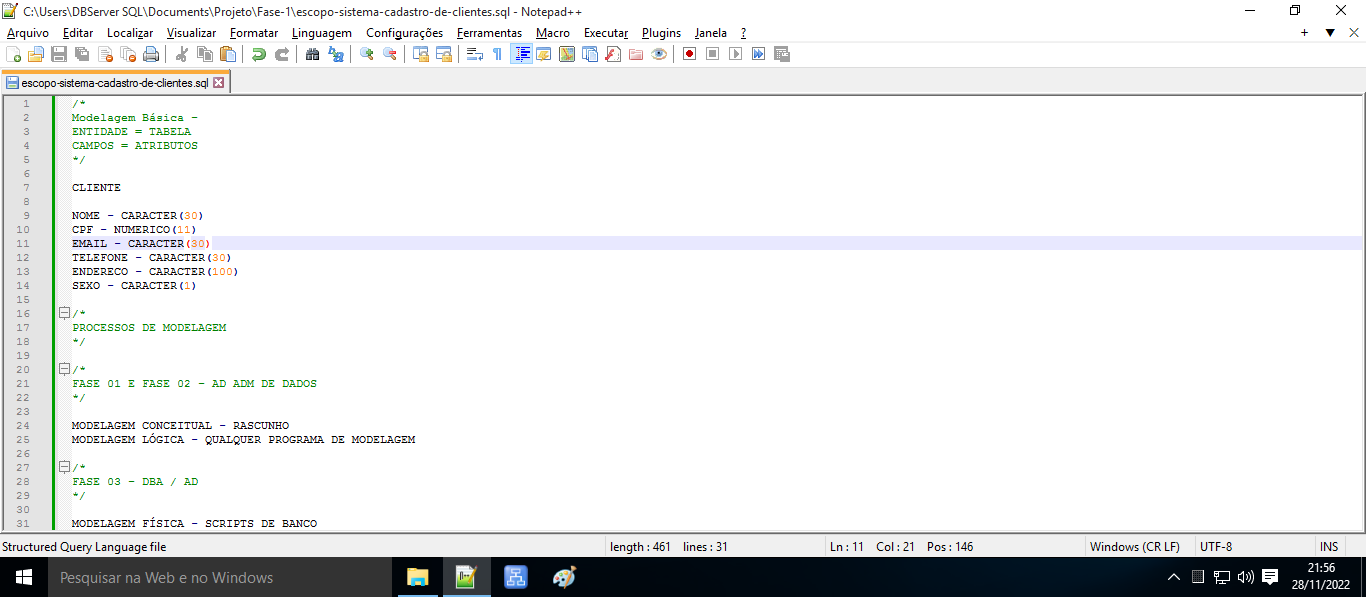 C:\Users\DBServer SQL\Documents\Projeto\Fase-1\escopo-sistema-cadastro-de-clientes.sql - Notepad++
Arquivo Editar Localizar Visualizar Formatar Linguagem Configurações Ferramentas Macro Executar Plugins Janela ?
escopo-sistema-cadastro-de-clientes.sql
1 /*
2 Modelagem Básica -
3 ENTIDADE = TABELA
4 CAMPOS = ATRIBUTOS
5 */
6
7 CLIENTE
8
9 NOME - CARACTER(30)
10 CPF - NUMERICO(11)
11 EMAIL - CARACTER(30)
12 TELEFONE - CARACTER(30)
13 ENDERECO - CARACTER(100)
14 SEXO - CARACTER(1)
15
16 /*
17 PROCESSOS DE MODELAGEM
18 */
19
20 /*
21 FASE 01 E FASE 02 - AD ADM DE DADOS
22 */
23
24 MODELAGEM CONCEITUAL - RASCUNHO
25 MODELAGEM LÓGICA - QUALQUER PROGRAMA DE MODELAGEM
26
27 /*
28 FASE 03 - DBA / AD
29 */
30
31 MODELAGEM FÍSICA - SCRIPTS DE BANCO
Structured Query Language file length : 461 lines : 31 Ln : 11 Col : 21 Pos : 146 Windows (CR LF) UTF-8 INS
Pesquisar na Web e no Windows
21:56
28/11/2022